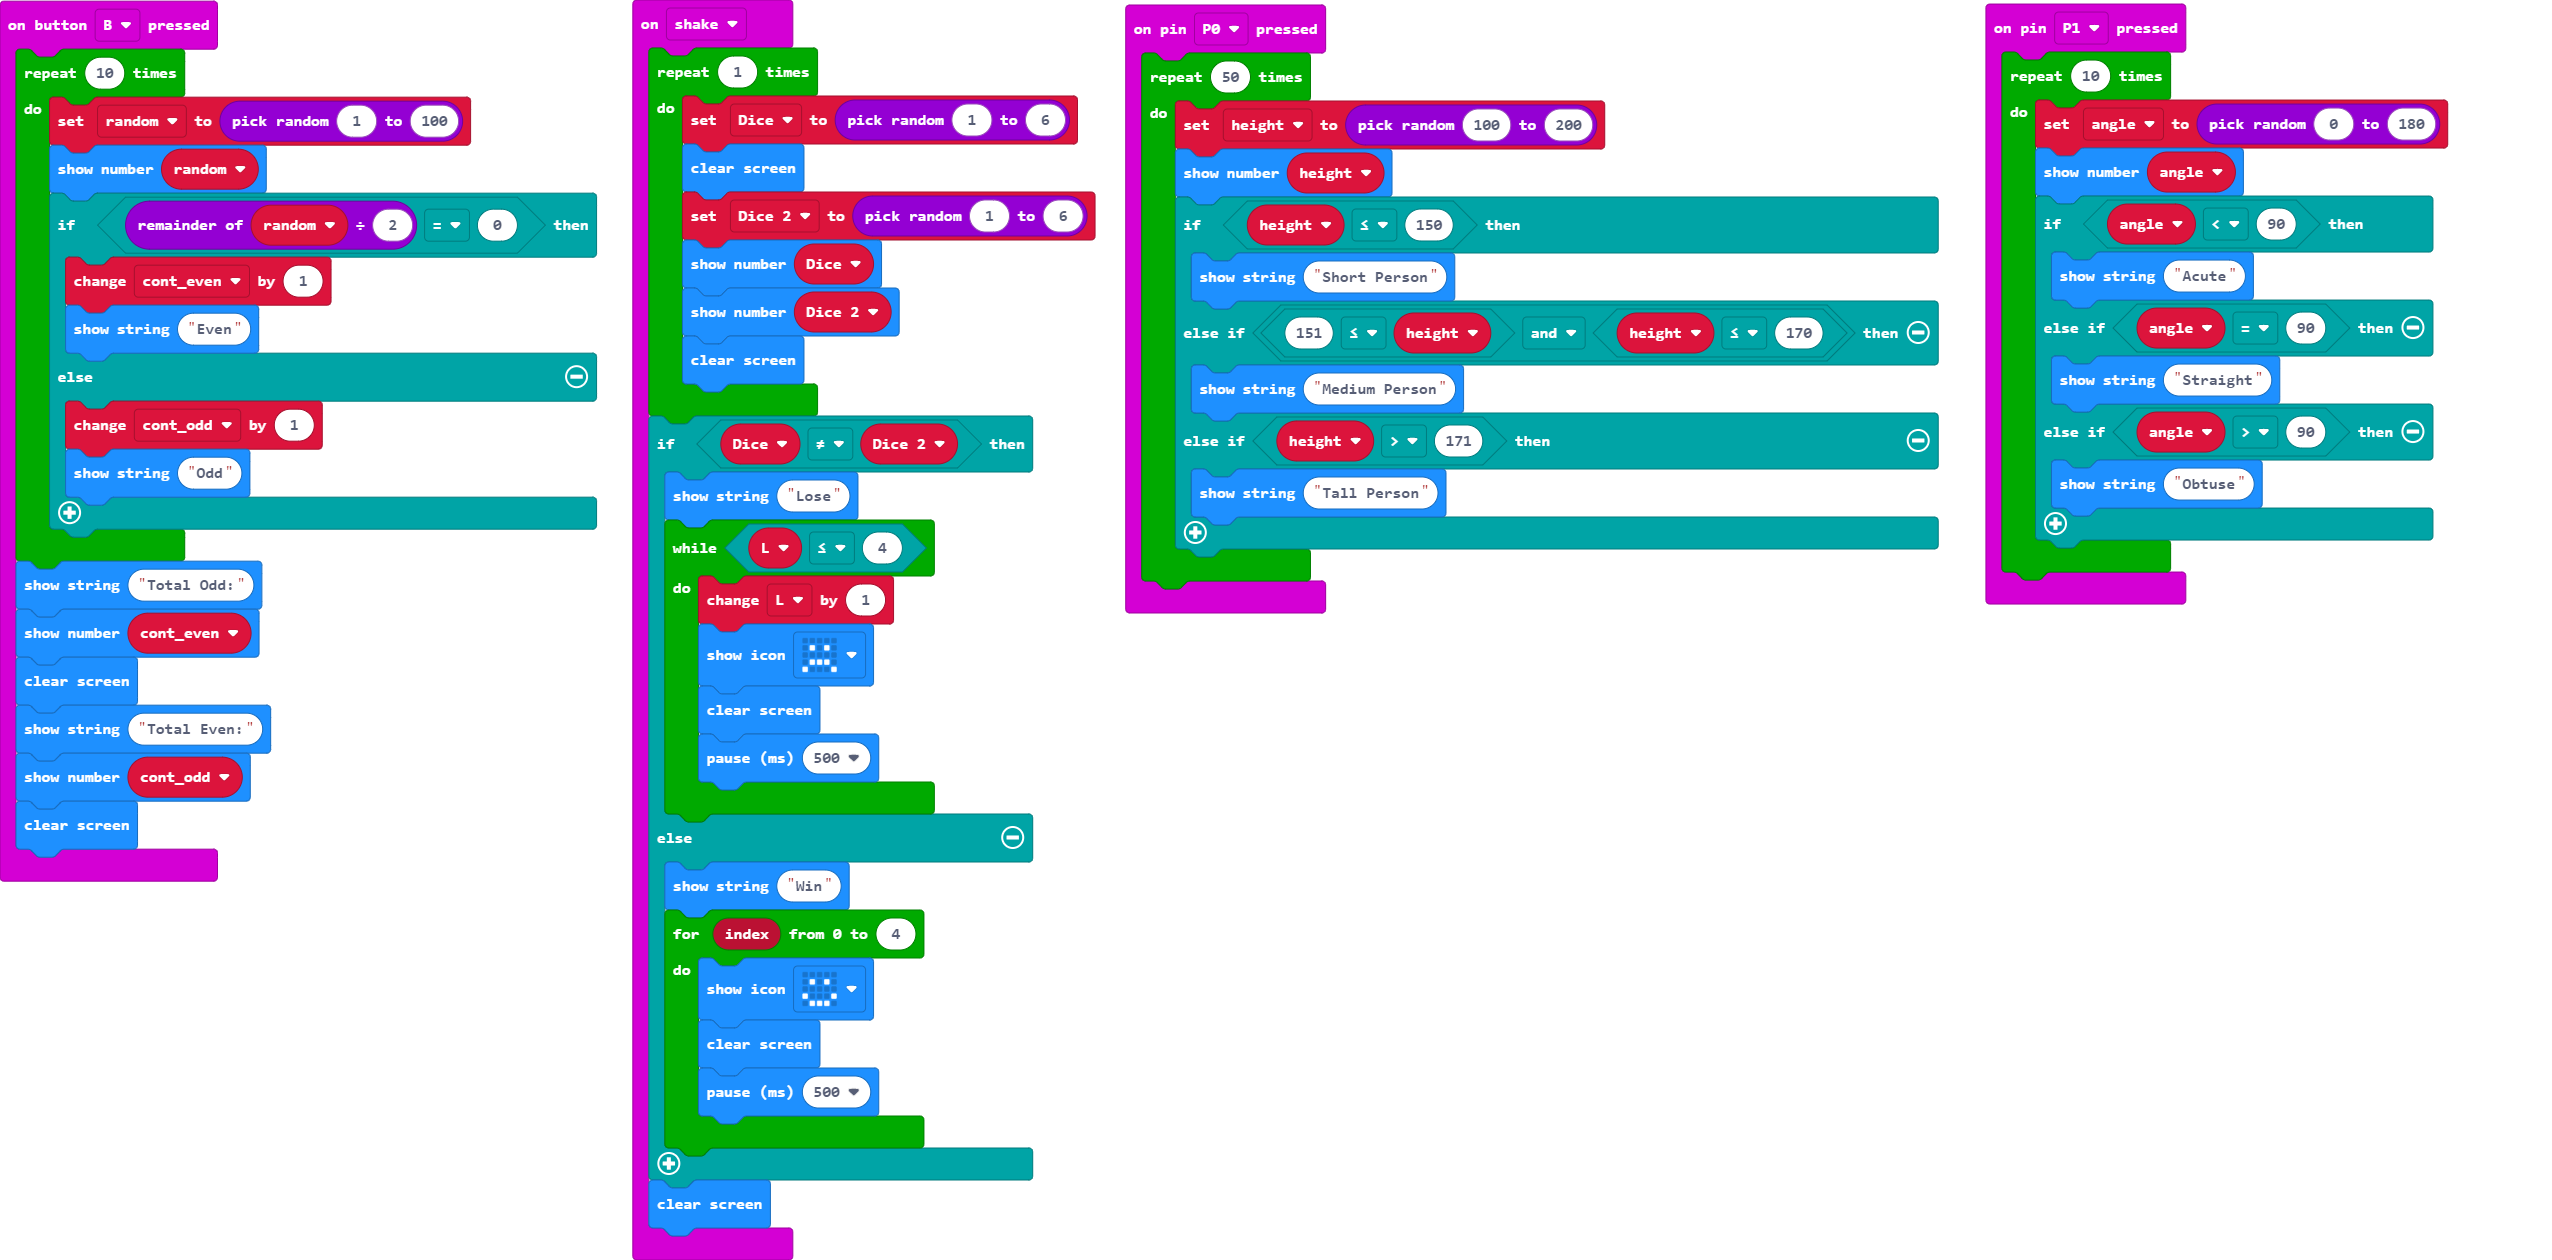 on button B pressed
repeat 10 times
do
set random to pick random 1 to 100
show number random
if remainder of random ÷ 2 = 0 then
change cont_even by 1
show string "Even"
else
change cont_odd by 1
show string "Odd"
show string "Total Odd:"
show number cont_even
clear screen
show string "Total Even:"
show number cont_odd
clear screen
on shake
repeat 1 times
do
set Dice to pick random 1 to 6
clear screen
set Dice 2 to pick random 1 to 6
show number Dice
show number Dice 2
clear screen
if Dice ≠ Dice 2 then
show string "Lose"
while L ≤ 4
do
change L by 1
show icon
clear screen
pause (ms) 500
else
show string "Win"
for index from 0 to 4
do
show icon
clear screen
pause (ms) 500
clear screen
on pin P0 pressed
repeat 50 times
do
set height to pick random 100 to 200
show number height
if height ≤ 150 then
show string "Short Person"
else if 151 ≤ height and height ≤ 170 then
show string "Medium Person"
else if height > 171 then
show string "Tall Person"
on pin P1 pressed
repeat 10 times
do
set angle to pick random 0 to 180
show number angle
if angle < 90 then
show string "Acute"
else if angle = 90 then
show string "Straight"
else if angle > 90 then
show string "Obtuse"